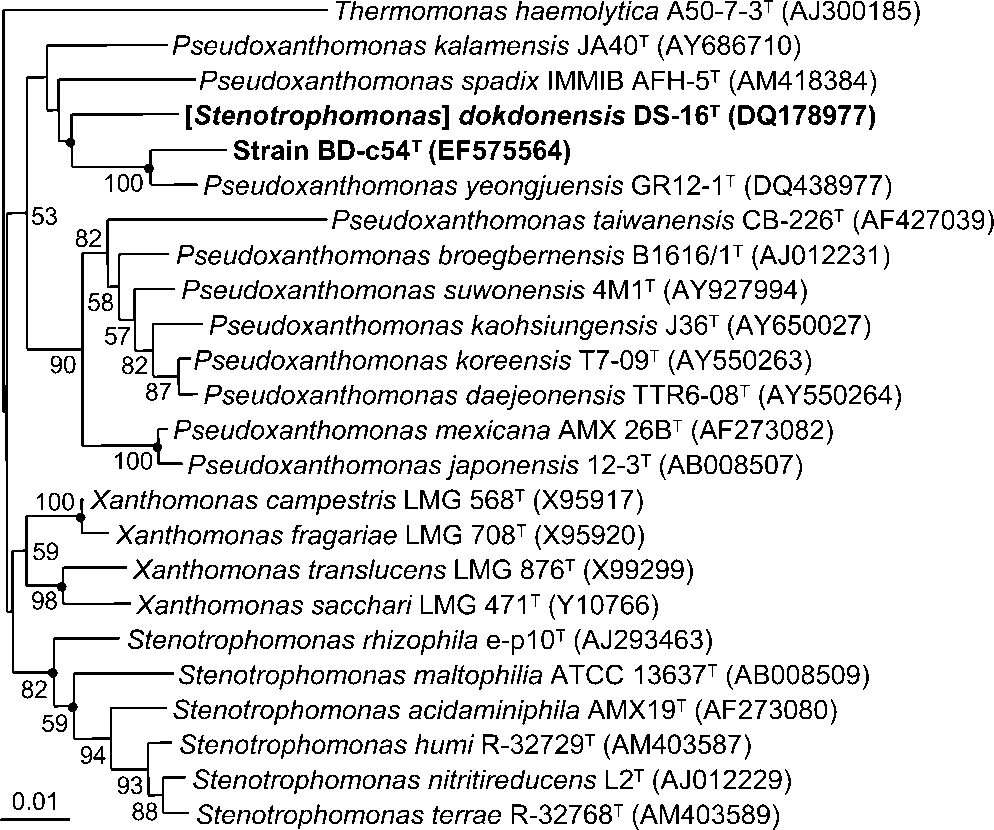 Thermomonas haemolytica A50-7-3ᵀ (AJ300185)
Pseudoxanthomonas kalamensis JA40ᵀ (AY686710)
Pseudoxanthomonas spadix IMMIB AFH-5ᵀ (AM418384)
[Stenotrophomonas] dokdonensis DS-16ᵀ (DQ178977)
Strain BD-c54ᵀ (EF575564)
100
Pseudoxanthomonas yeongjuensis GR12-1ᵀ (DQ438977)
53
Pseudoxanthomonas taiwanensis CB-226ᵀ (AF427039)
82
Pseudoxanthomonas broegbernensis B1616/1ᵀ (AJ012231)
58
Pseudoxanthomonas suwonensis 4M1ᵀ (AY927994)
57
Pseudoxanthomonas kaohsiungensis J36ᵀ (AY650027)
90
82
Pseudoxanthomonas koreensis T7-09ᵀ (AY550263)
87
Pseudoxanthomonas daejeonensis TTR6-08ᵀ (AY550264)
Pseudoxanthomonas mexicana AMX 26Bᵀ (AF273082)
100
Pseudoxanthomonas japonensis 12-3ᵀ (AB008507)
100
Xanthomonas campestris LMG 568ᵀ (X95917)
Xanthomonas fragariae LMG 708ᵀ (X95920)
59
Xanthomonas translucens LMG 876ᵀ (X99299)
98
Xanthomonas sacchari LMG 471ᵀ (Y10766)
Stenotrophomonas rhizophila e-p10ᵀ (AJ293463)
82
Stenotrophomonas maltophilia ATCC 13637ᵀ (AB008509)
59
Stenotrophomonas acidaminiphila AMX19ᵀ (AF273080)
94
Stenotrophomonas humi R-32729ᵀ (AM403587)
93
Stenotrophomonas nitritireducens L2ᵀ (AJ012229)
88
Stenotrophomonas terrae R-32768ᵀ (AM403589)
0.01